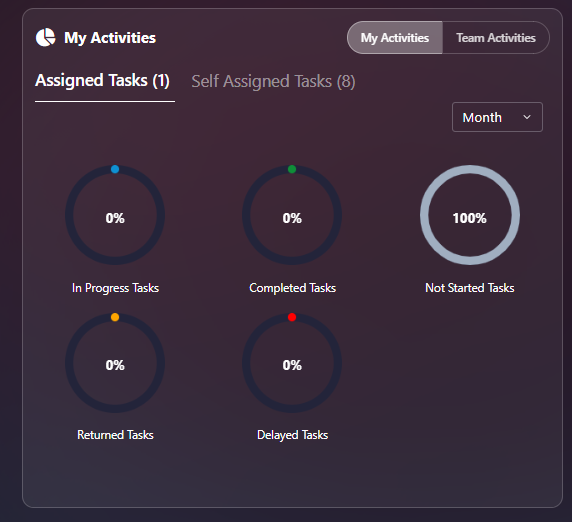 My Activities
My Activities Team Activities
Assigned Tasks (1) Self Assigned Tasks (8)
Month
0% 0% 100%
In Progress Tasks Completed Tasks Not Started Tasks
0% 0%
Returned Tasks Delayed Tasks